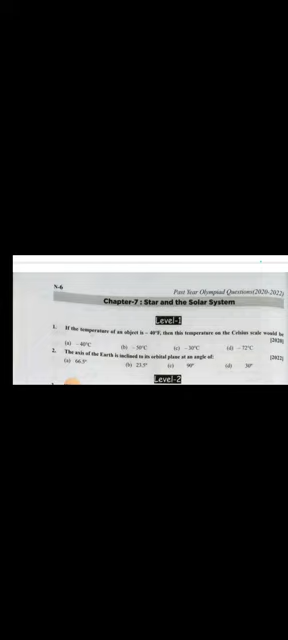 N-6
Past Year Olympiad Questions(2020-2022)
Chapter-7 : Star and the Solar System
Level-1
1. If the temperature of an object is – 40°F, then this temperature on the Celsius scale would be
[2020]
(a) – 40°C (b) – 50°C (c) – 30°C (d) – 72°C
2. The axis of the Earth is inclined to its orbital plane at an angle of: [2022]
(a) 66.5° (b) 23.5° (c) 90° (d) 30°
Level-2